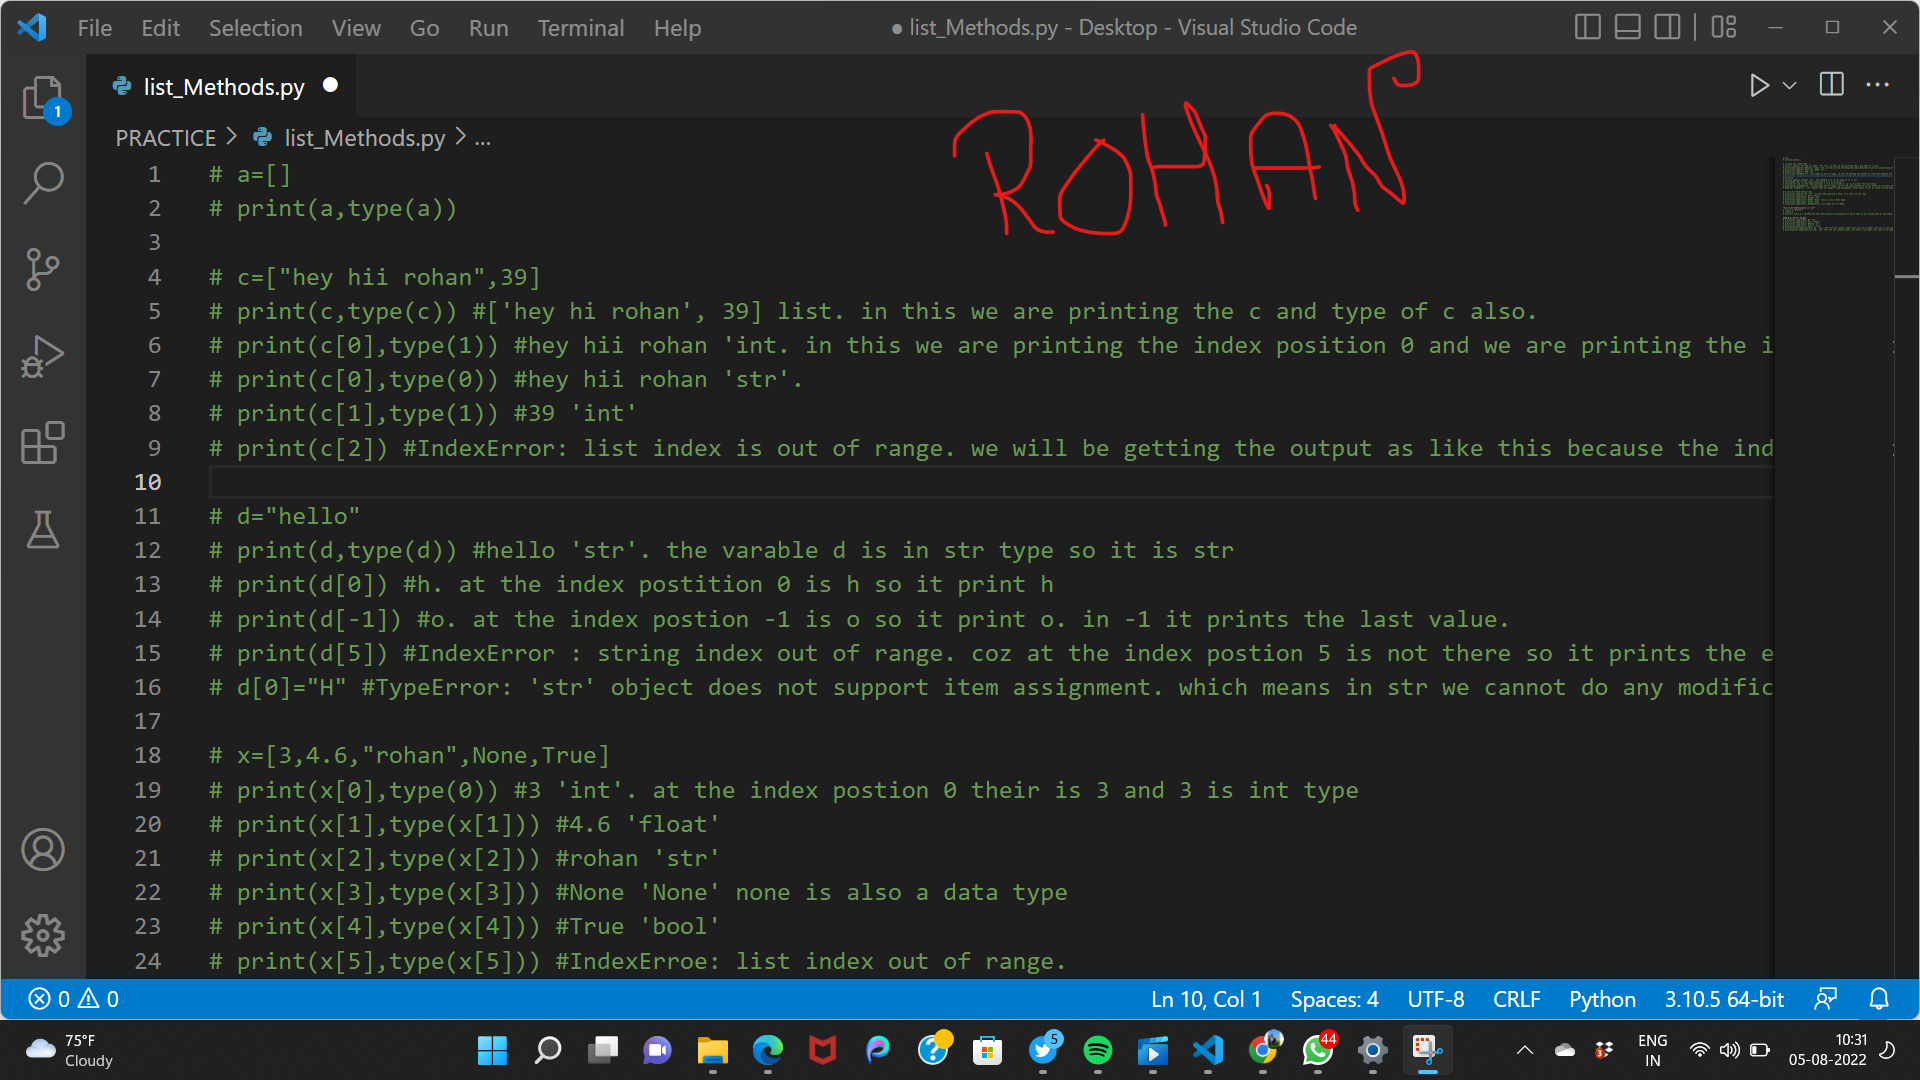 File Edit Selection View Go Run Terminal Help
● list_Methods.py - Desktop - Visual Studio Code
list_Methods.py
ROHAN
1
PRACTICE > list_Methods.py > ...
1 # a=[]
2 # print(a,type(a))
3
4 # c=["hey hii rohan",39]
5 # print(c,type(c)) #['hey hi rohan', 39] list. in this we are printing the c and type of c also.
6 # print(c[0],type(1)) #hey hii rohan 'int. in this we are printing the index position 0 and we are printing the i
7 # print(c[0],type(0)) #hey hii rohan 'str'.
8 # print(c[1],type(1)) #39 'int'
9 # print(c[2]) #IndexError: list index is out of range. we will be getting the output as like this because the ind
10
11 # d="hello"
12 # print(d,type(d)) #hello 'str'. the varable d is in str type so it is str
13 # print(d[0]) #h. at the index postition 0 is h so it print h
14 # print(d[-1]) #o. at the index postion -1 is o so it print o. in -1 it prints the last value.
15 # print(d[5]) #IndexError : string index out of range. coz at the index postion 5 is not there so it prints the e
16 # d[0]="H" #TypeError: 'str' object does not support item assignment. which means in str we cannot do any modific
17
18 # x=[3,4.6,"rohan",None,True]
19 # print(x[0],type(0)) #3 'int'. at the index postion 0 their is 3 and 3 is int type
20 # print(x[1],type(x[1])) #4.6 'float'
21 # print(x[2],type(x[2])) #rohan 'str'
22 # print(x[3],type(x[3])) #None 'None' none is also a data type
23 # print(x[4],type(x[4])) #True 'bool'
24 # print(x[5],type(x[5])) #IndexErroe: list index out of range.
0 0
Ln 10, Col 1 Spaces: 4 UTF-8 CRLF Python 3.10.5 64-bit
75°F
Cloudy
5
44
ENG
IN
10:31
05-08-2022